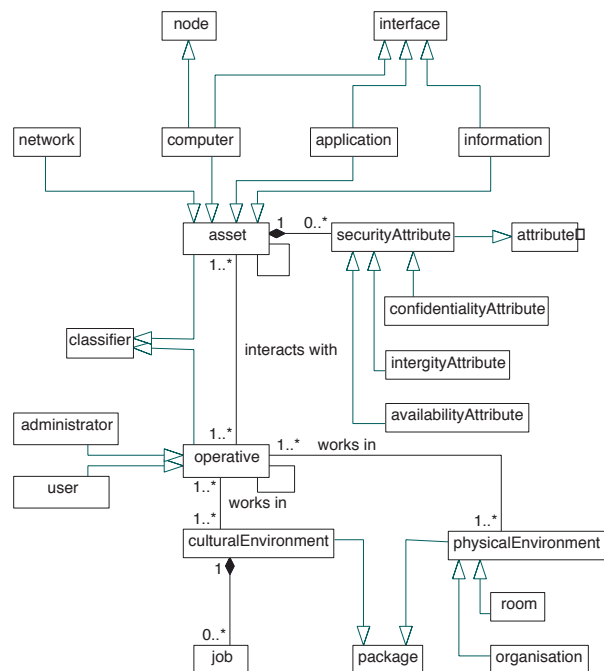 node
interface
network
computer
application
information
asset
1
0..*
securityAttribute
attribute
1..*
confidentialityAttribute
classifier
interacts with
intergityAttribute
administrator
availabilityAttribute
1..*
1..*
works in
operative
user
1..*
works in
1..*
1..*
culturalEnvironment
physicalEnvironment
1
room
0..*
job
package
organisation